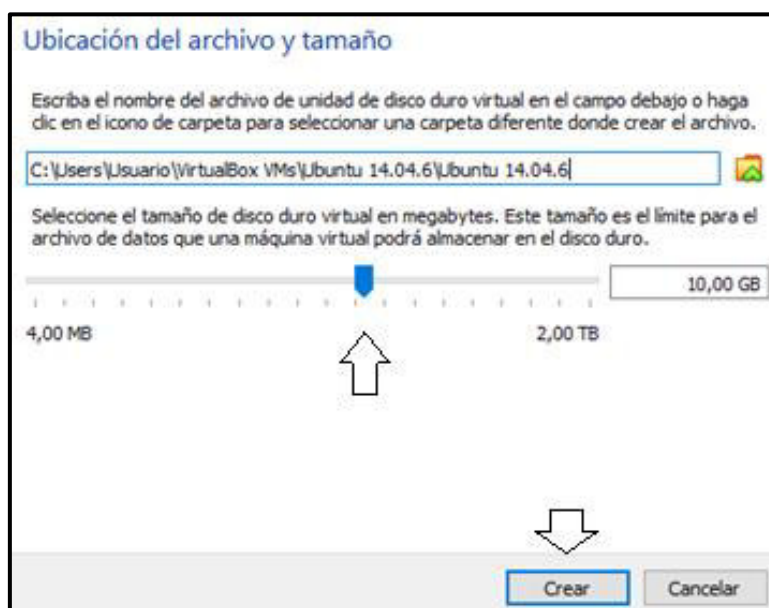 Ubicación del archivo y tamaño
Escriba el nombre del archivo de unidad de disco duro virtual en el campo debajo o haga
clic en el icono de carpeta para seleccionar una carpeta diferente donde crear el archivo.
C:\Users\Usuario\VirtualBox VMs\Ubuntu 14.04.6\Ubuntu 14.04.6
Seleccione el tamaño de disco duro virtual en megabytes. Este tamaño es el límite para el
archivo de datos que una máquina virtual podrá almacenar en el disco duro.
10,00 GB
4,00 MB
2,00 TB
Crear
Cancelar